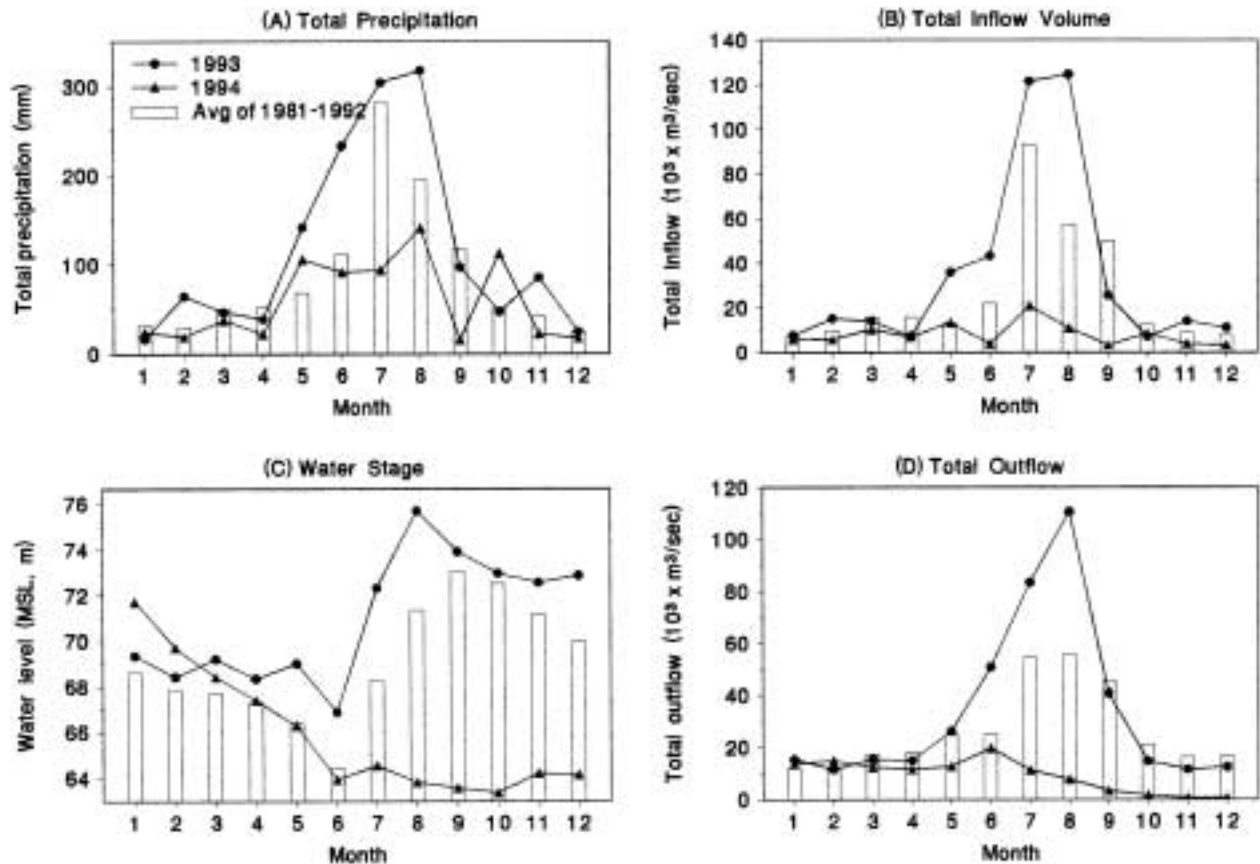 (A) Total Precipitation
Total precipitation (mm)
300
200
100
0
1993
1994
Avg of 1981-1992
1 2 3 4 5 6 7 8 9 10 11 12
Month
(B) Total Inflow Volume
Total Inflow (10³ x m³/sec)
140
120
100
80
60
40
20
0
1 2 3 4 5 6 7 8 9 10 11 12
Month
(C) Water Stage
Water level (MSL, m)
76
74
72
70
68
66
64
1 2 3 4 5 6 7 8 9 10 11 12
Month
(D) Total Outflow
Total outflow (10³ x m³/sec)
120
100
80
60
40
20
0
1 2 3 4 5 6 7 8 9 10 11 12
Month